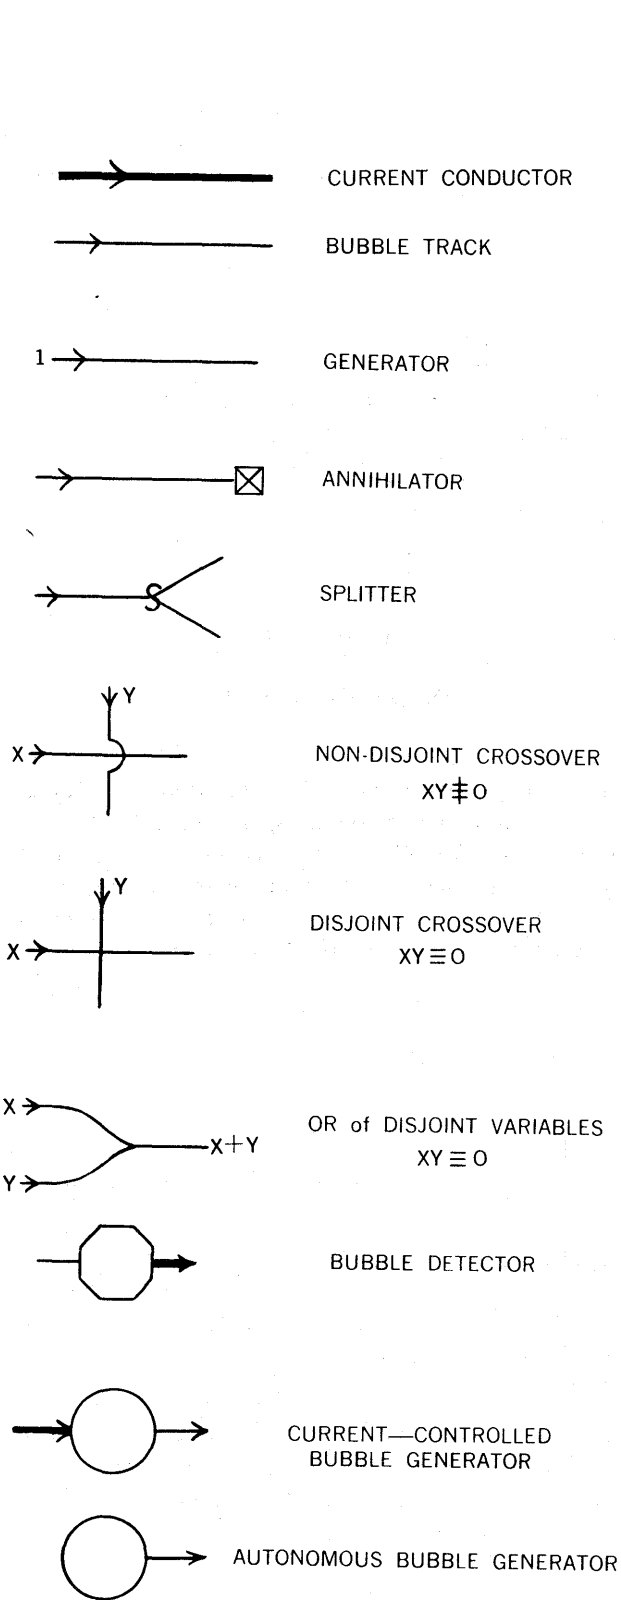 CURRENT CONDUCTOR
BUBBLE TRACK
1
GENERATOR
ANNIHILATOR
S
SPLITTER
Y
X
NON-DISJOINT CROSSOVER
XY≢O
Y
X
DISJOINT CROSSOVER
XY≡O
X
Y
X+Y
OR of DISJOINT VARIABLES
XY ≡ O
BUBBLE DETECTOR
CURRENT—CONTROLLED
BUBBLE GENERATOR
AUTONOMOUS BUBBLE GENERATOR